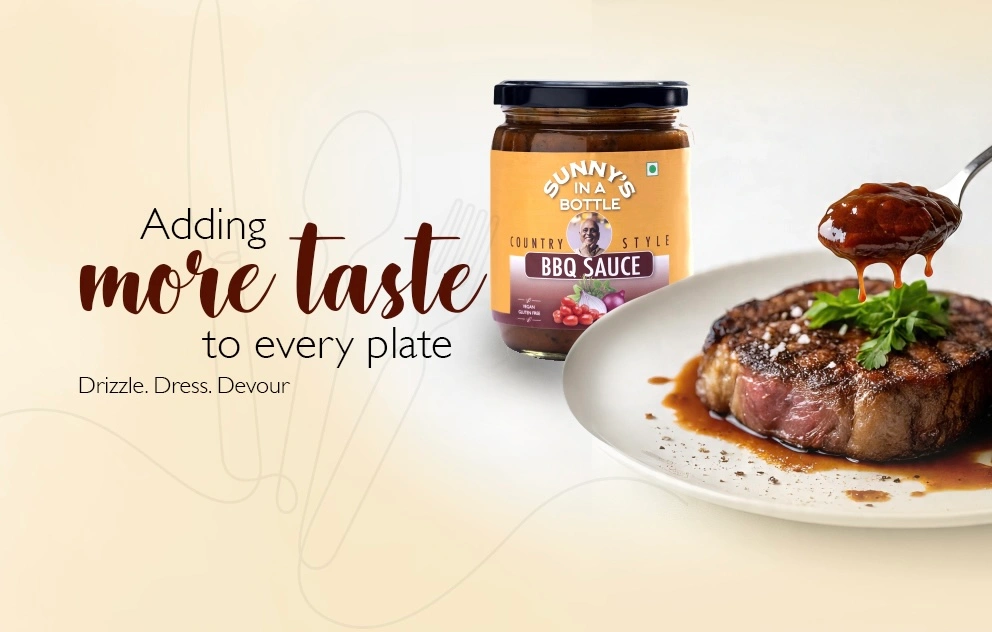 Adding
more taste
to every plate
Drizzle. Dress. Devour
SUNNY'S
IN A
BOTTLE
COUNTRY STYLE
BBQ SAUCE
VEGAN
GLUTEN FREE